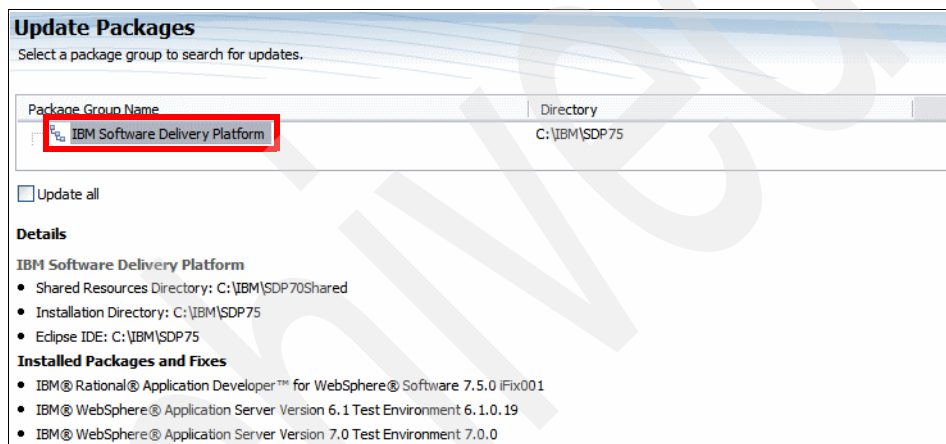 Update Packages
Select a package group to search for updates.
Package Group Name Directory
IBM Software Delivery Platform C:\IBM\SDP75
Update all
Details
IBM Software Delivery Platform
• Shared Resources Directory: C:\IBM\SDP70Shared
• Installation Directory: C:\IBM\SDP75
• Eclipse IDE: C:\IBM\SDP75
Installed Packages and Fixes
• IBM® Rational® Application Developer™ for WebSphere® Software 7.5.0 iFix001
• IBM® WebSphere® Application Server Version 6.1 Test Environment 6.1.0.19
• IBM® WebSphere® Application Server Version 7.0 Test Environment 7.0.0